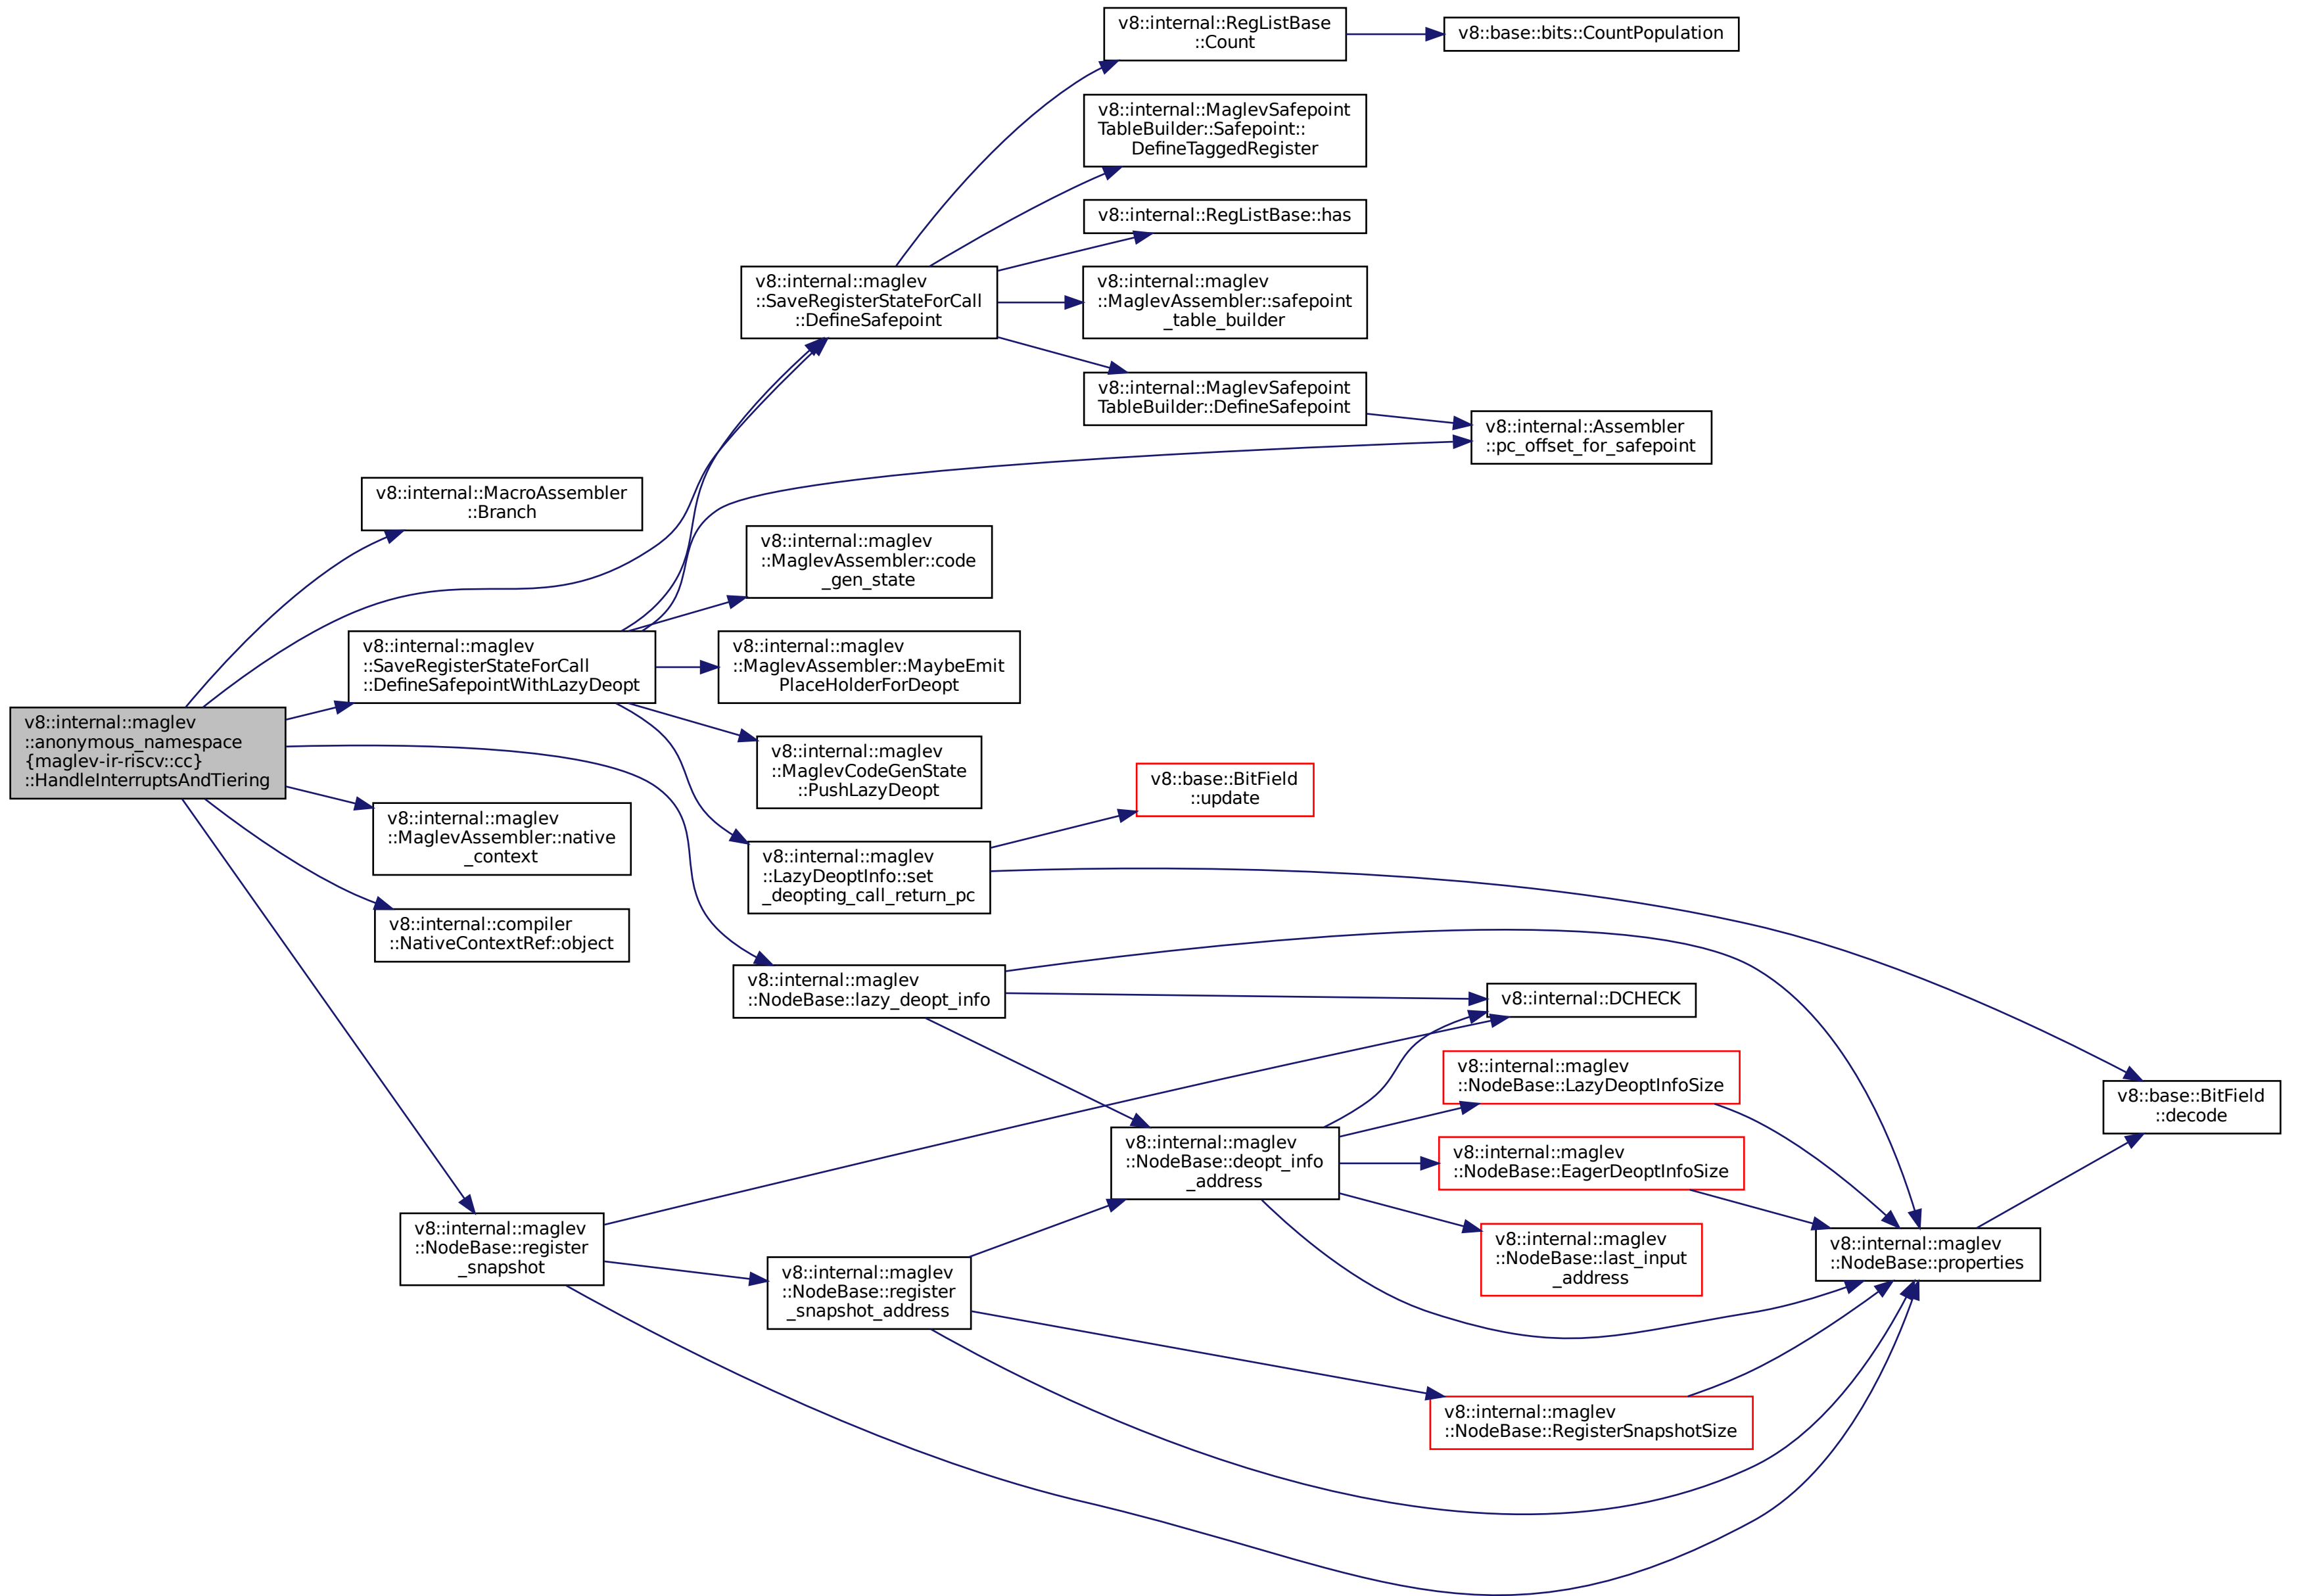 v8::internal::RegListBase
::Count
v8::base::bits::CountPopulation
v8::internal::MaglevSafepoint
TableBuilder::Safepoint::
DefineTaggedRegister
v8::internal::RegListBase::has
v8::internal::maglev
::SaveRegisterStateForCall
::DefineSafepoint
v8::internal::maglev
::MaglevAssembler::safepoint
_table_builder
v8::internal::MaglevSafepoint
TableBuilder::DefineSafepoint
v8::internal::Assembler
::pc_offset_for_safepoint
v8::internal::MacroAssembler
::Branch
v8::internal::maglev
::MaglevAssembler::code
_gen_state
v8::internal::maglev
::SaveRegisterStateForCall
::DefineSafepointWithLazyDeopt
v8::internal::maglev
::MaglevAssembler::MaybeEmit
PlaceHolderForDeopt
v8::internal::maglev
::anonymous_namespace
{maglev-ir-riscv::cc}
::HandleInterruptsAndTiering
v8::internal::maglev
::MaglevCodeGenState
::PushLazyDeopt
v8::base::BitField
::update
v8::internal::maglev
::MaglevAssembler::native
_context
v8::internal::maglev
::LazyDeoptInfo::set
_deopting_call_return_pc
v8::internal::compiler
::NativeContextRef::object
v8::internal::maglev
::NodeBase::lazy_deopt_info
v8::internal::DCHECK
v8::internal::maglev
::NodeBase::LazyDeoptInfoSize
v8::base::BitField
::decode
v8::internal::maglev
::NodeBase::deopt_info
_address
v8::internal::maglev
::NodeBase::EagerDeoptInfoSize
v8::internal::maglev
::NodeBase::register
_snapshot
v8::internal::maglev
::NodeBase::last_input
_address
v8::internal::maglev
::NodeBase::properties
v8::internal::maglev
::NodeBase::register
_snapshot_address
v8::internal::maglev
::NodeBase::RegisterSnapshotSize